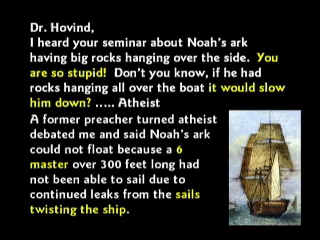 Dr. Hovind,
I heard your seminar about Noah's ark
having big rocks hanging over the side. You
are so stupid! Don't you know, if he had
rocks hanging all over the boat it would slow
him down? ..... Atheist
A former preacher turned atheist
debated me and said Noah's ark
could not float because a 6
master over 300 feet long had
not been able to sail due to
continued leaks from the sails
twisting the ship.